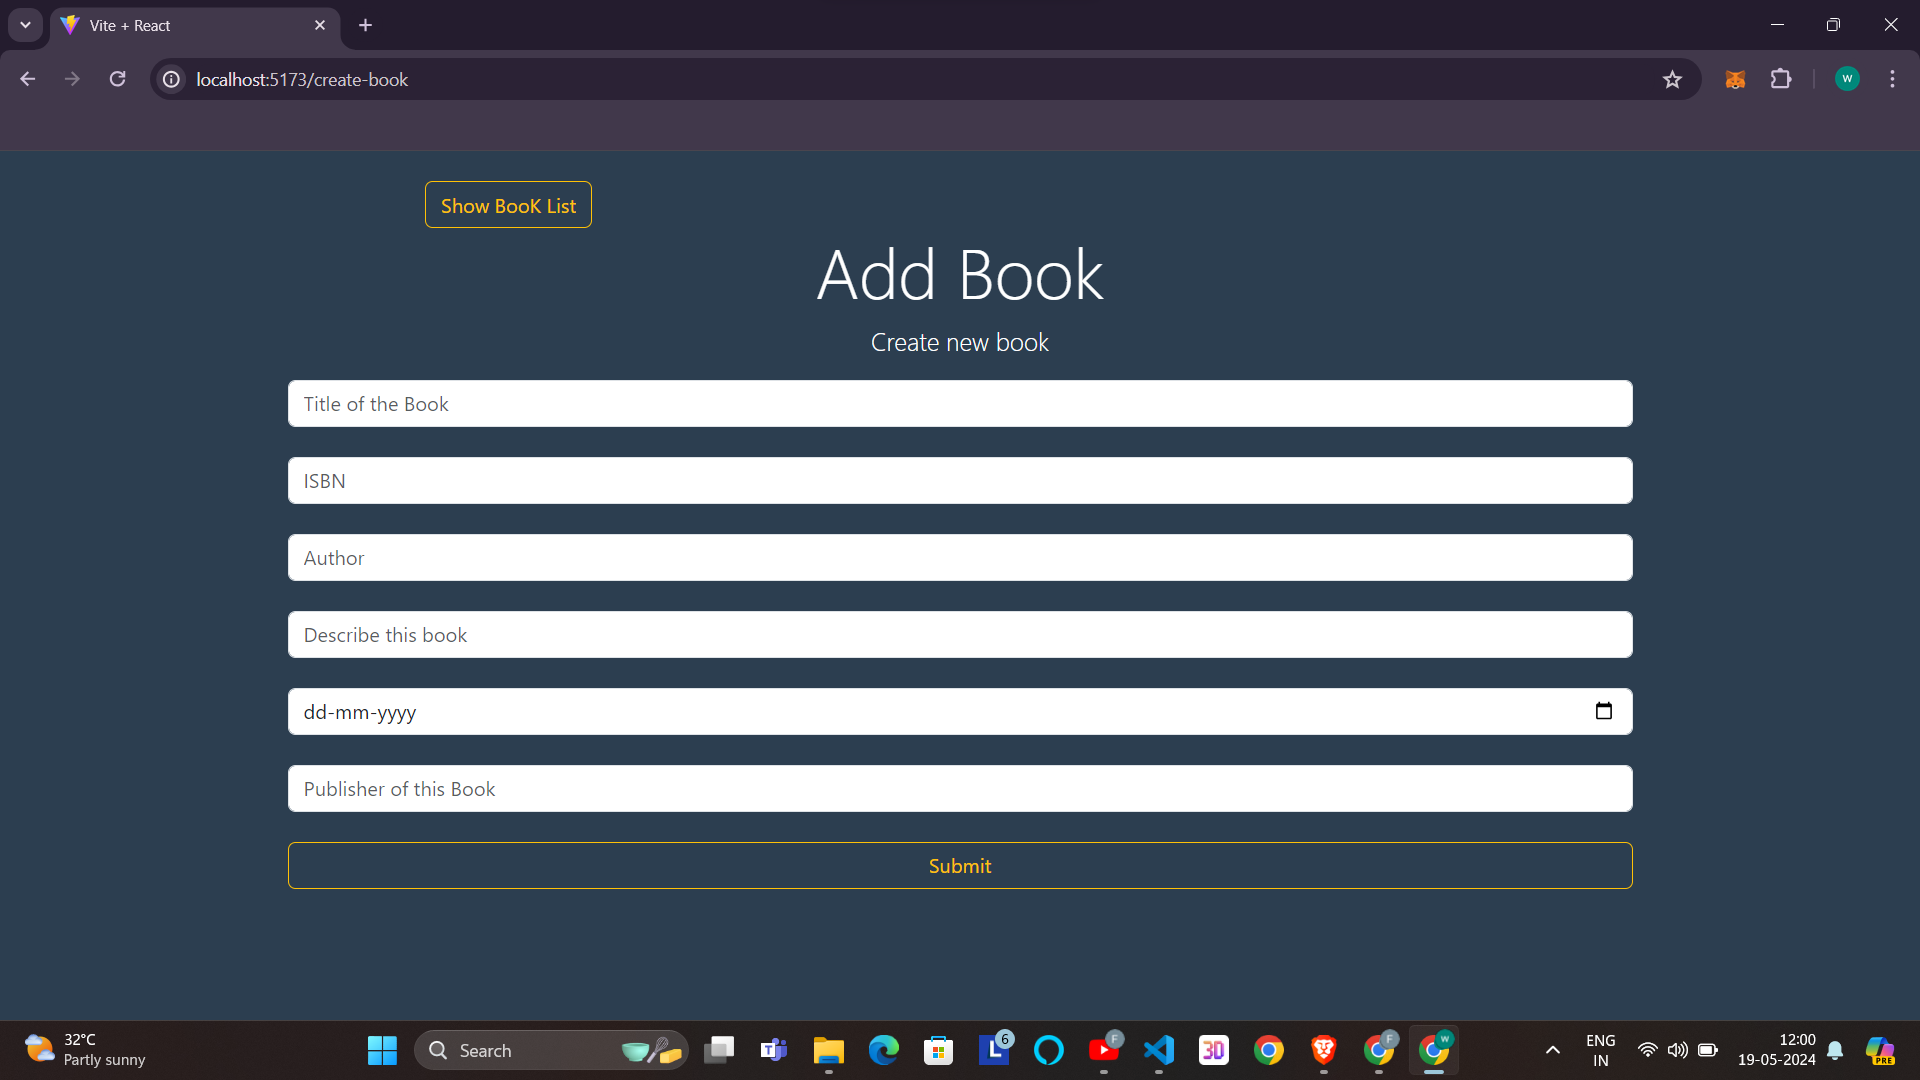 Vite + React
localhost:5173/create-book
W
Show BooK List
Add Book
Create new book
Title of the Book
ISBN
Author
Describe this book
dd-mm-yyyy
Publisher of this Book
Submit
32°C
Partly sunny
Search
T
L
6
F
30
F
W
ENG
IN
12:00
19-05-2024
PRE